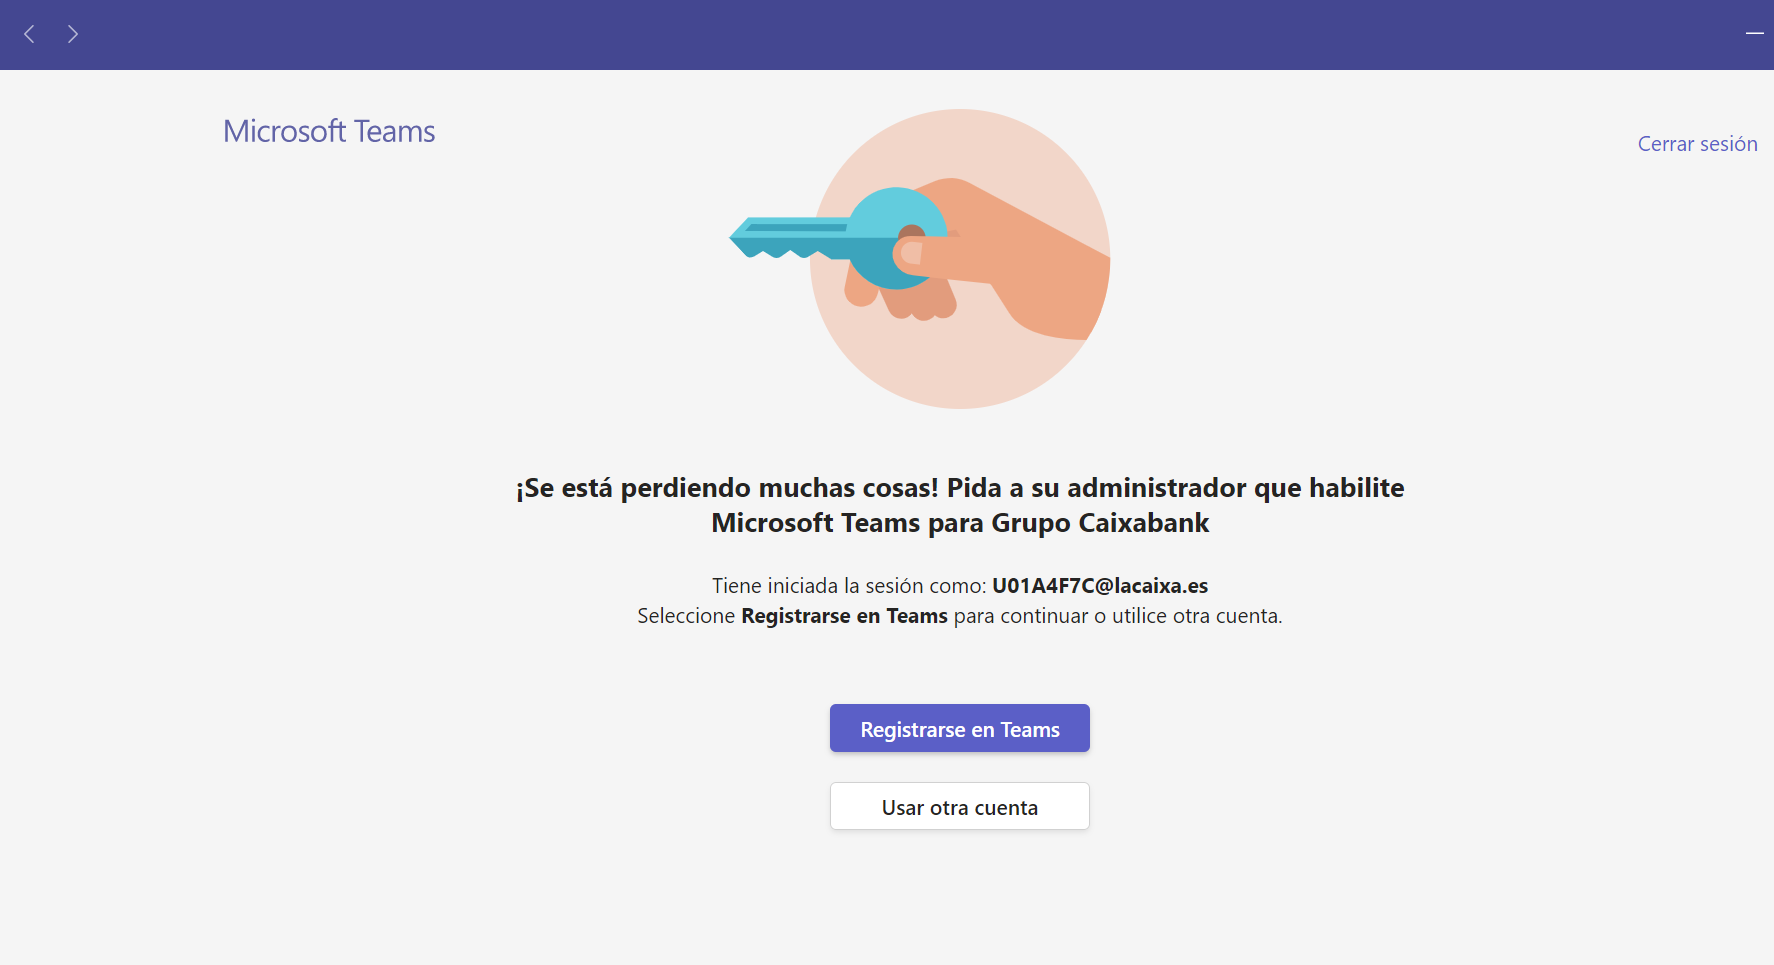 Microsoft Teams
Cerrar sesión
¡Se está perdiendo muchas cosas! Pida a su administrador que habilite
Microsoft Teams para Grupo Caixabank
Tiene iniciada la sesión como: U01A4F7C@lacaixa.es
Seleccione Registrarse en Teams para continuar o utilice otra cuenta.
Registrarse en Teams
Usar otra cuenta